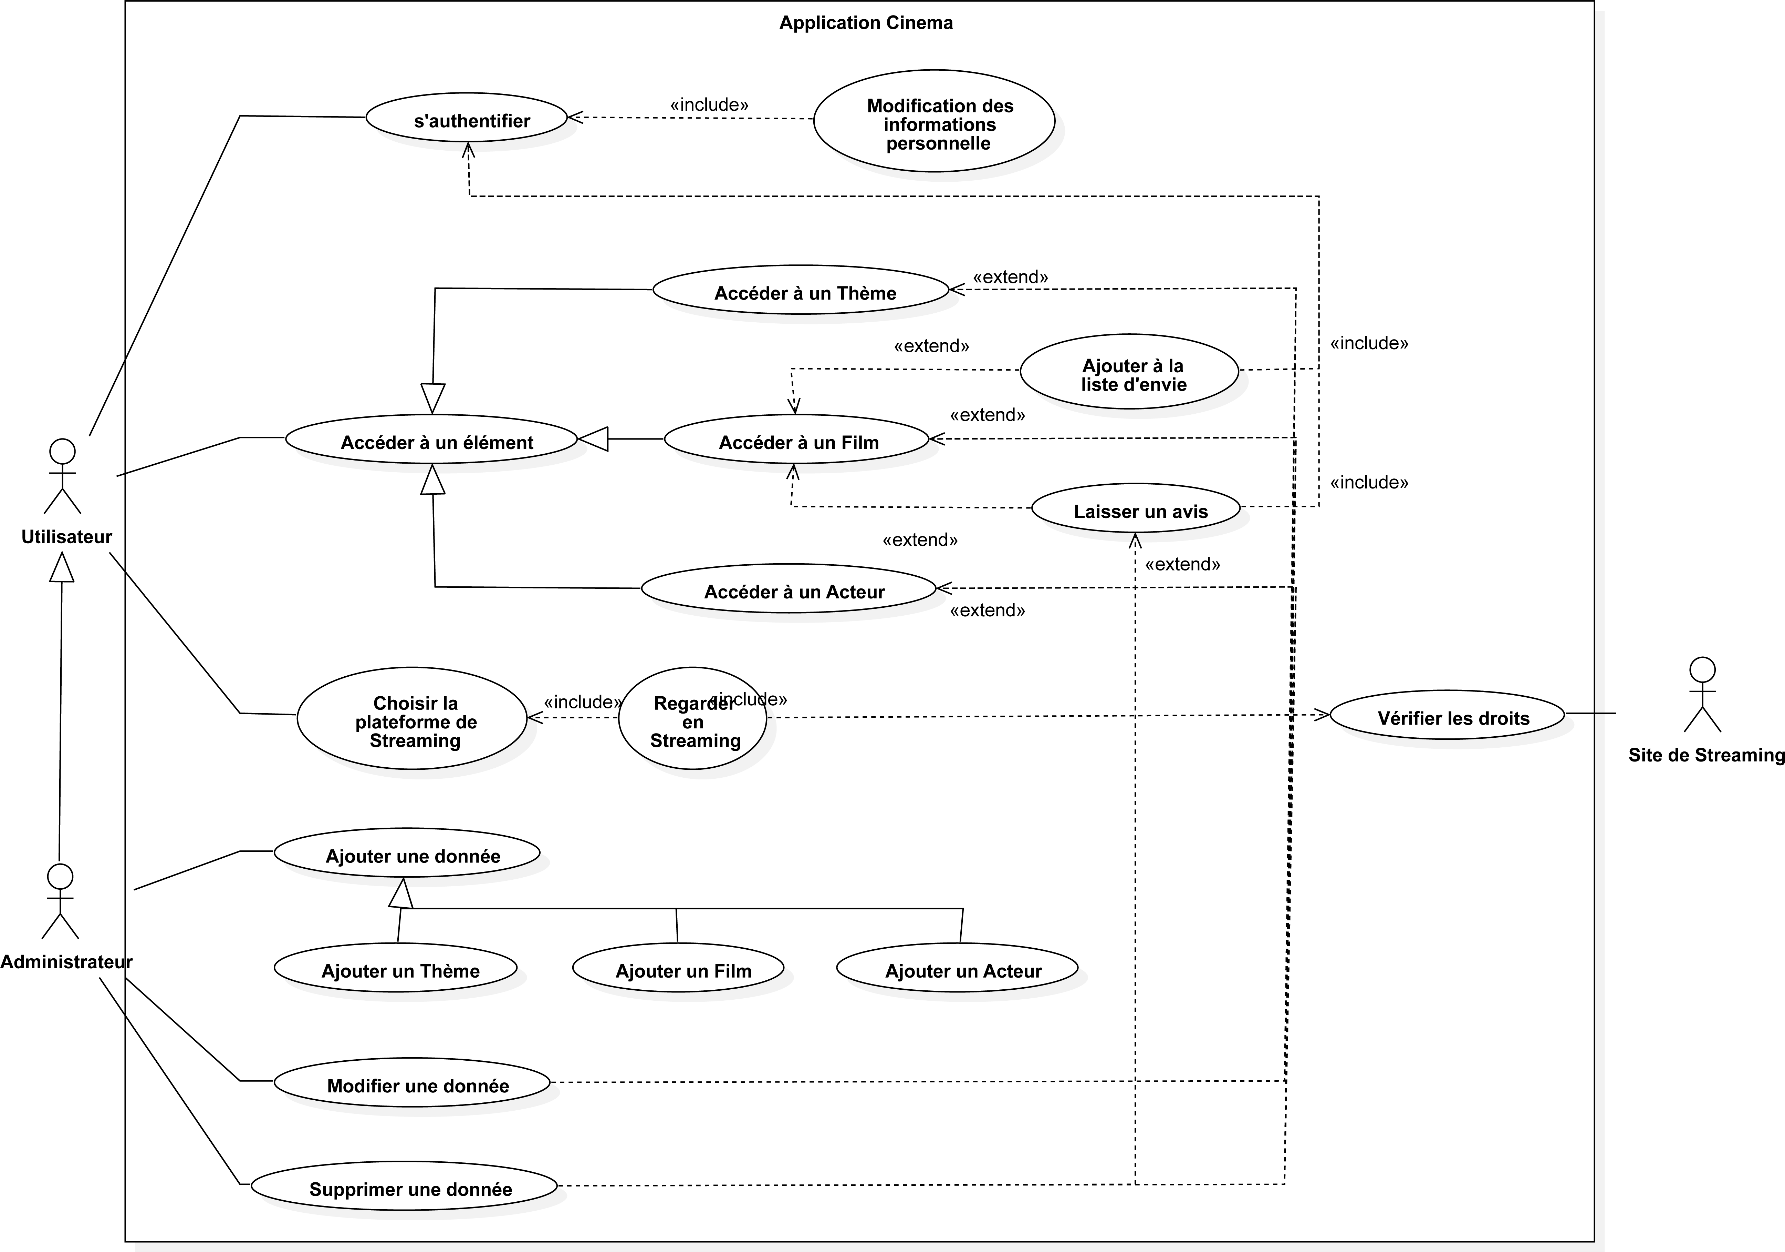 Application Cinema
«include»
s'authentifier
Modification des
informations
personnelle
«extend»
Accéder à un Thème
«extend»
«include»
Ajouter à la
liste d'envie
«extend»
Accéder à un élément
Accéder à un Film
«include»
Laisser un avis
Utilisateur
«extend»
«extend»
Accéder à un Acteur
«extend»
Choisir la
plateforme de
Streaming
«include»
Regarder
en
Streaming
«include»
Vérifier les droits
Site de Streaming
Ajouter une donnée
Administrateur
Ajouter un Thème
Ajouter un Film
Ajouter un Acteur
Modifier une donnée
Supprimer une donnée